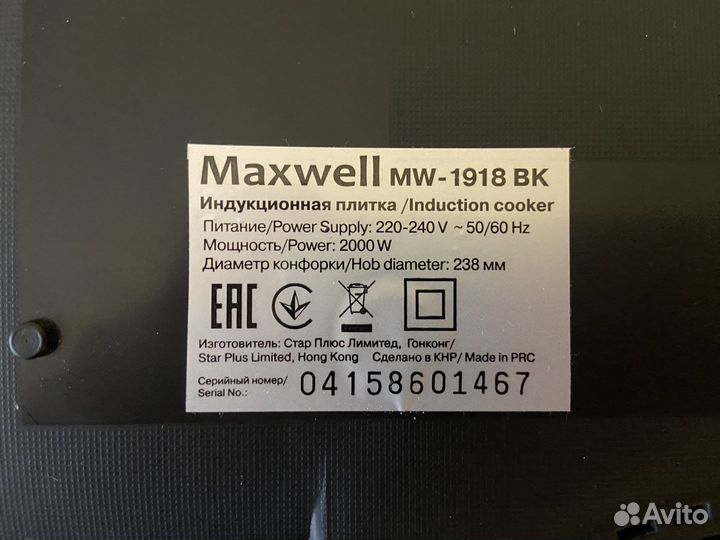 Maxwell MW-1918 BK
Индукционная плитка /Induction cooker
Питание/Power Supply: 220-240 V ~ 50/60 Hz
Мощность/Power: 2000 W
Диаметр конфорки/Hob diameter: 238 мм
EAC
Изготовитель: Стар Плюс Лимитед, Гонконг/
Star Plus Limited, Hong Kong Сделано в КНР/ Made in PRC
Серийный номер/
Serial No.: 04158601467
Avito